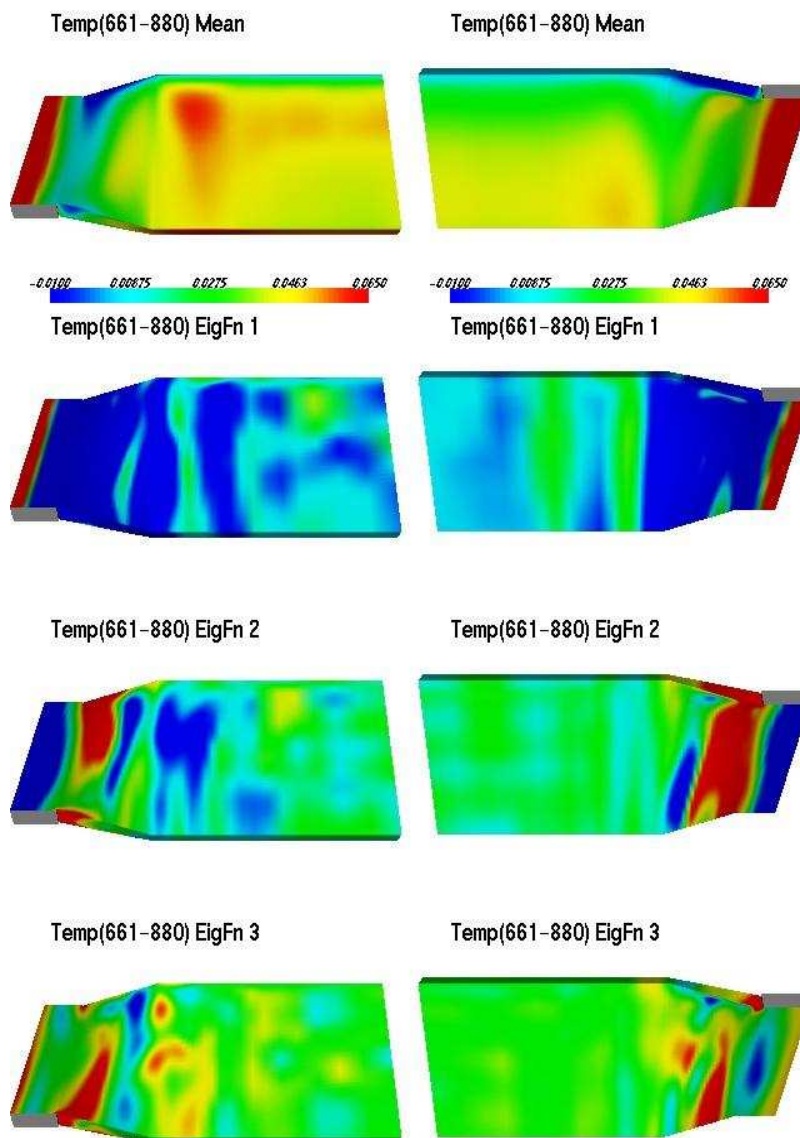 Temp(661-880) Mean Temp(661-880) Mean
-0.0100 0.00875 0.0275 0.0463 0.0650 -0.0100 0.00875 0.0275 0.0463 0.0650
Temp(661-880) EigFn 1 Temp(661-880) EigFn 1
Temp(661-880) EigFn 2 Temp(661-880) EigFn 2
Temp(661-880) EigFn 3 Temp(661-880) EigFn 3